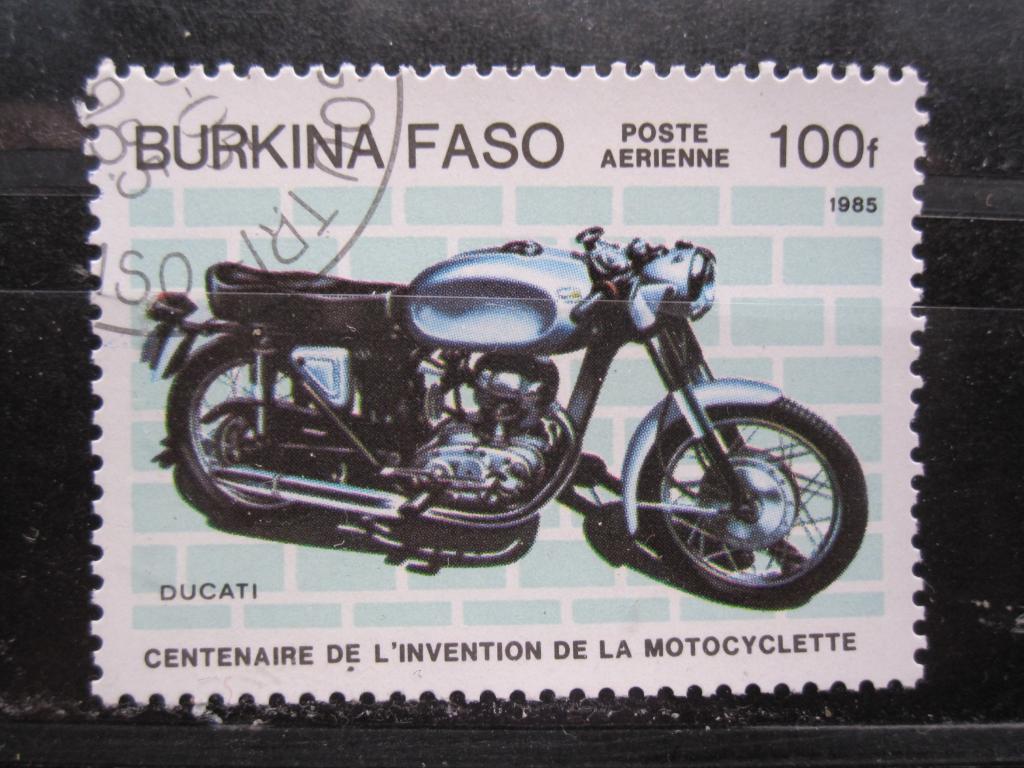 BURKINA FASO
POSTE
AERIENNE
100f
1985
DUCATI
CENTENAIRE DE L'INVENTION DE LA MOTOCYCLETTE